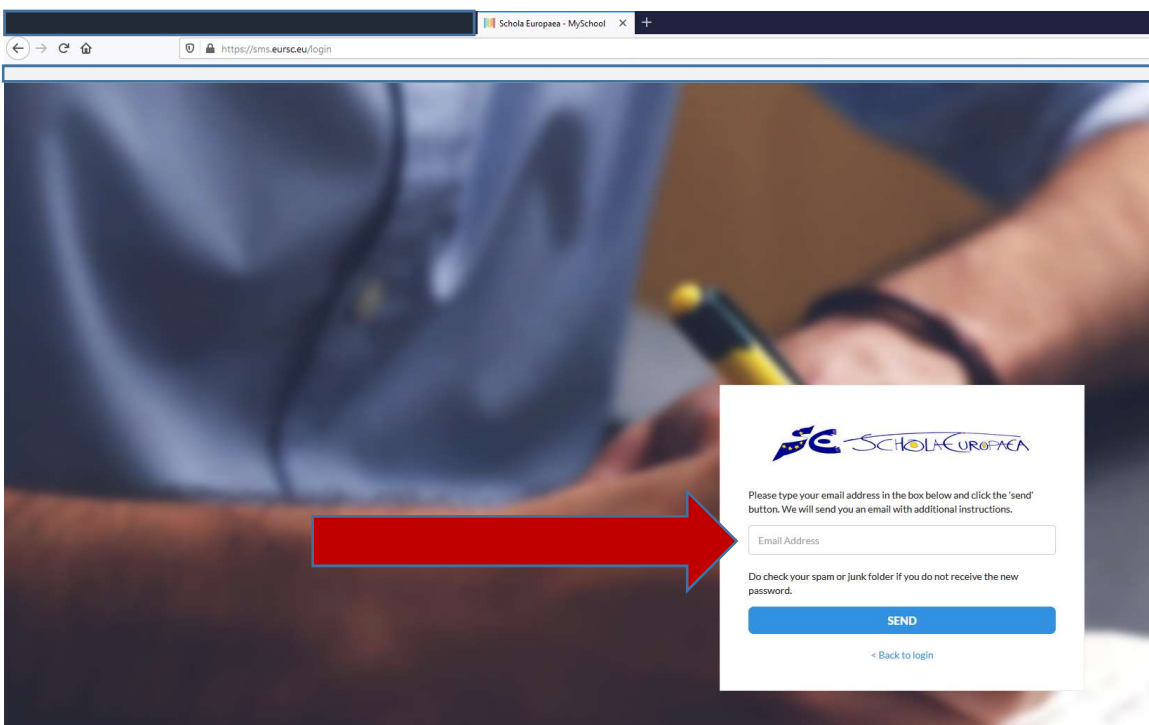 Schola Europaea - MySchool
https://sms.eursc.eu/login
SE SCHOLA EUROPAEA
Please type your email address in the box below and click the 'send'
button. We will send you an email with additional instructions.
Email Address
Do check your spam or junk folder if you do not receive the new
password.
SEND
< Back to login